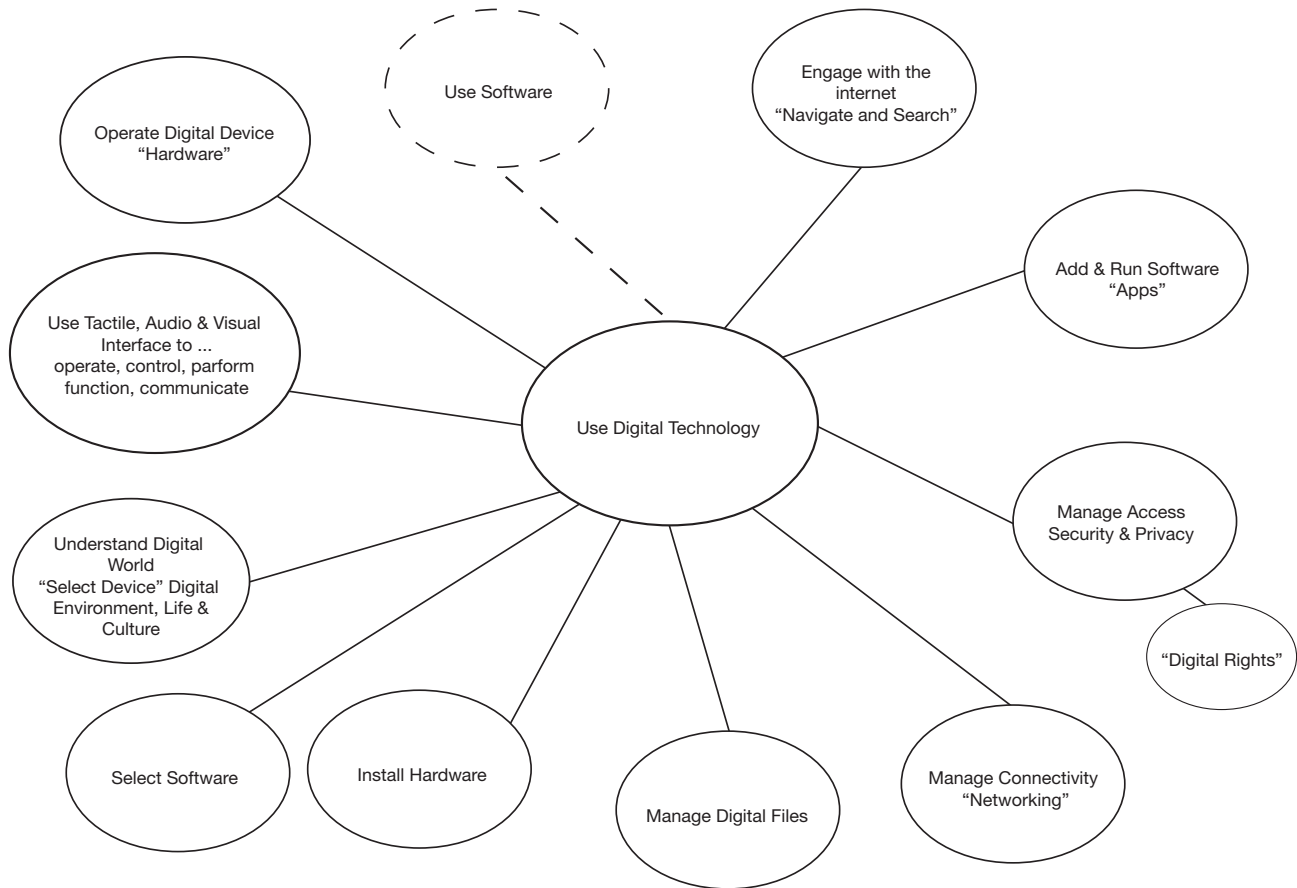 Use Software
Engage with the
internet
“Navigate and Search”
Operate Digital Device
“Hardware”
Add & Run Software
“Apps”
Use Tactile, Audio & Visual
Interface to ...
operate, control, parform
function, communicate
Use Digital Technology
Manage Access
Security & Privacy
Understand Digital
World
“Select Device” Digital
Environment, Life &
Culture
“Digital Rights”
Select Software
Install Hardware
Manage Digital Files
Manage Connectivity
“Networking”